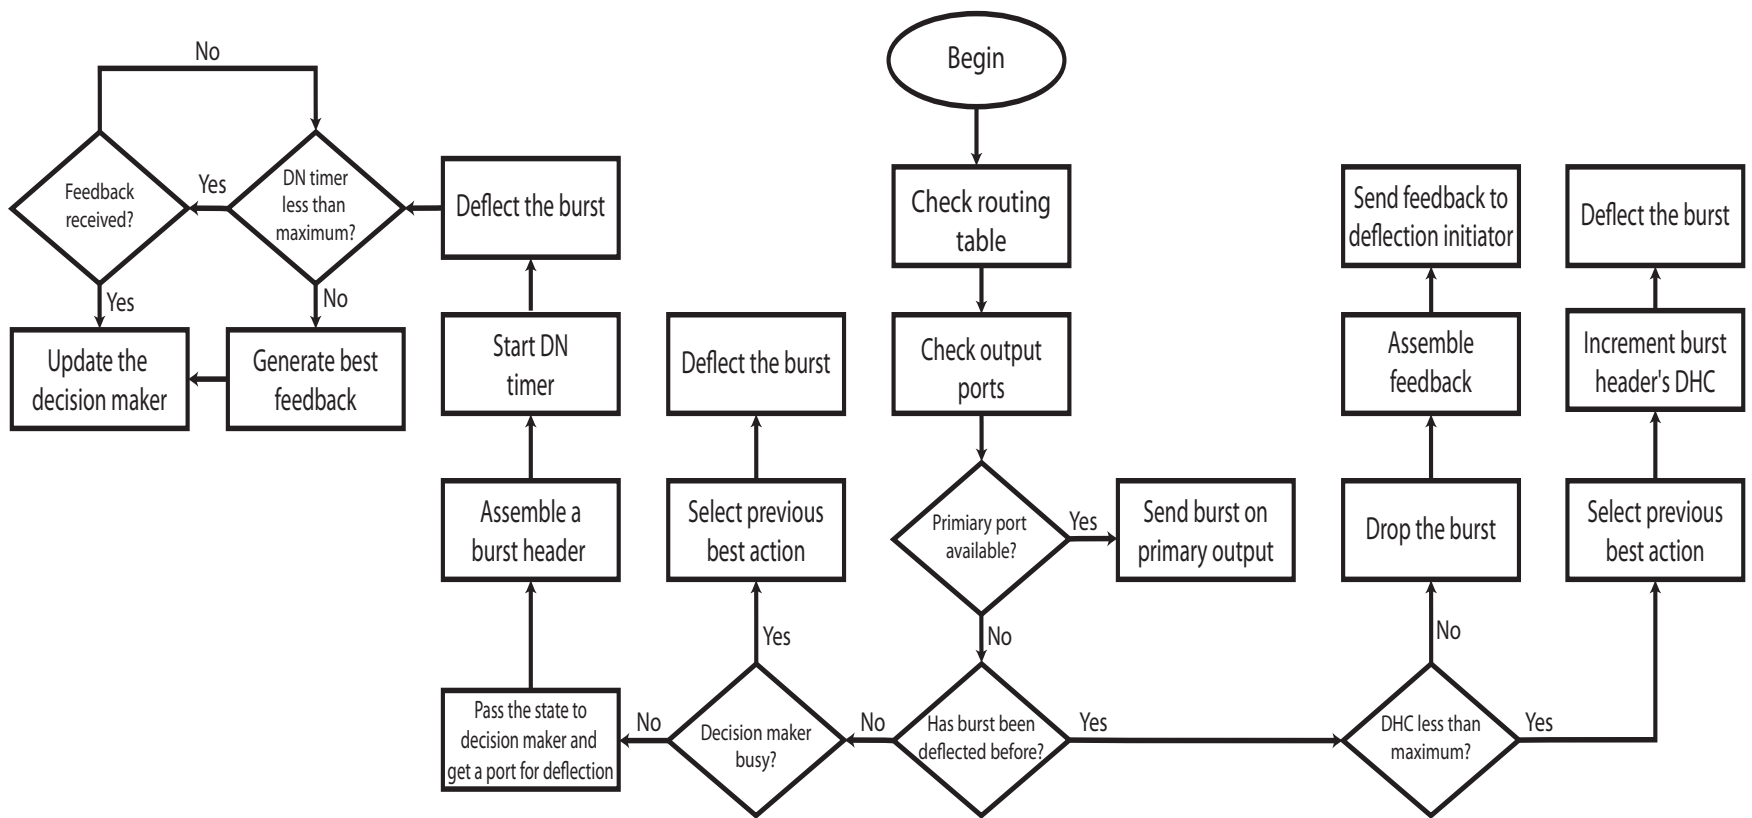 No
Begin
Feedback
received?
Yes
DN timer
less than
maximum?
Deflect the burst
Check routing
table
Send feedback to
deflection initiator
Deflect the burst
Yes
No
Update the
decision maker
Generate best
feedback
Start DN
timer
Deflect the burst
Check output
ports
Assemble
feedback
Increment burst
header's DHC
Assemble a
burst header
Select previous
best action
Primiary port
available?
Yes
Send burst on
primary output
Drop the burst
Select previous
best action
Yes
No
No
Pass the state to
decision maker and
get a port for deflection
No
Decision maker
busy?
No
Has burst been
deflected before?
Yes
DHC less than
maximum?
Yes